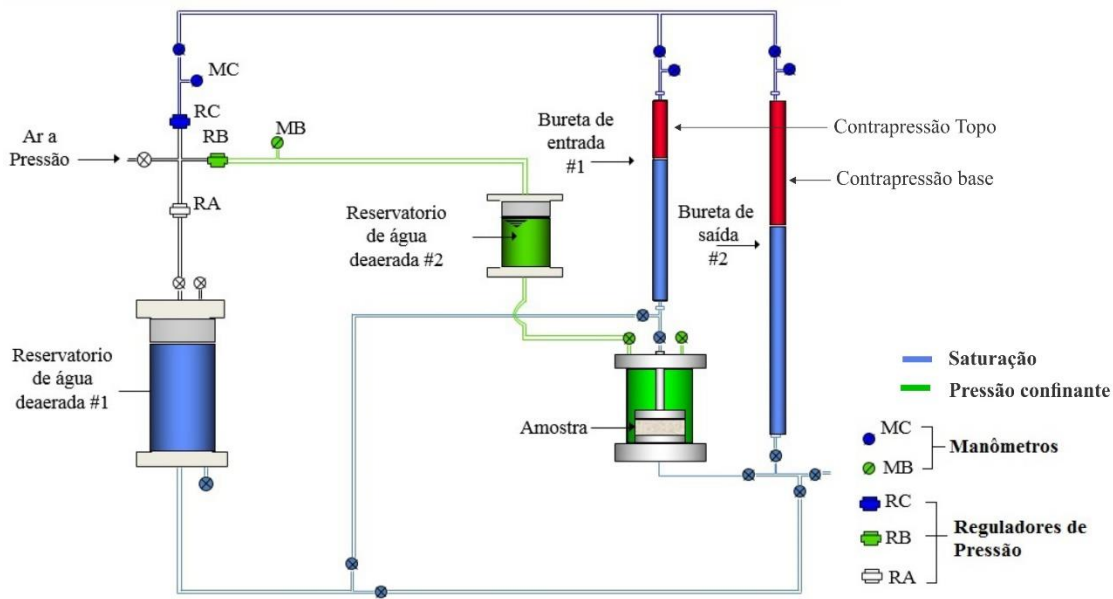 MC
RC
RB
MB
Ar a
Pressão
RA
Bureta de
entrada
#1
Contrapressão Topo
Contrapressão base
Reservatorio
de água
deaerada #2
Bureta de
saída
#2
Reservatorio
de água
deaerada #1
Amostra
Saturação
Pressão confinante
MC
MB
Manômetros
RC
RB
RA
Reguladores de
Pressão